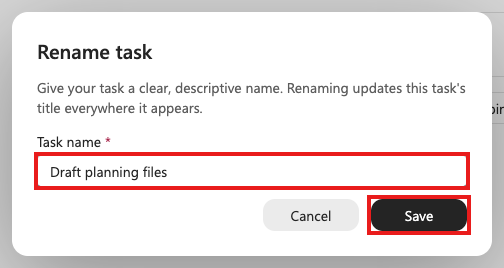 Rename task
Give your task a clear, descriptive name. Renaming updates this task's
title everywhere it appears.
Task name *
Draft planning files
Cancel
Save